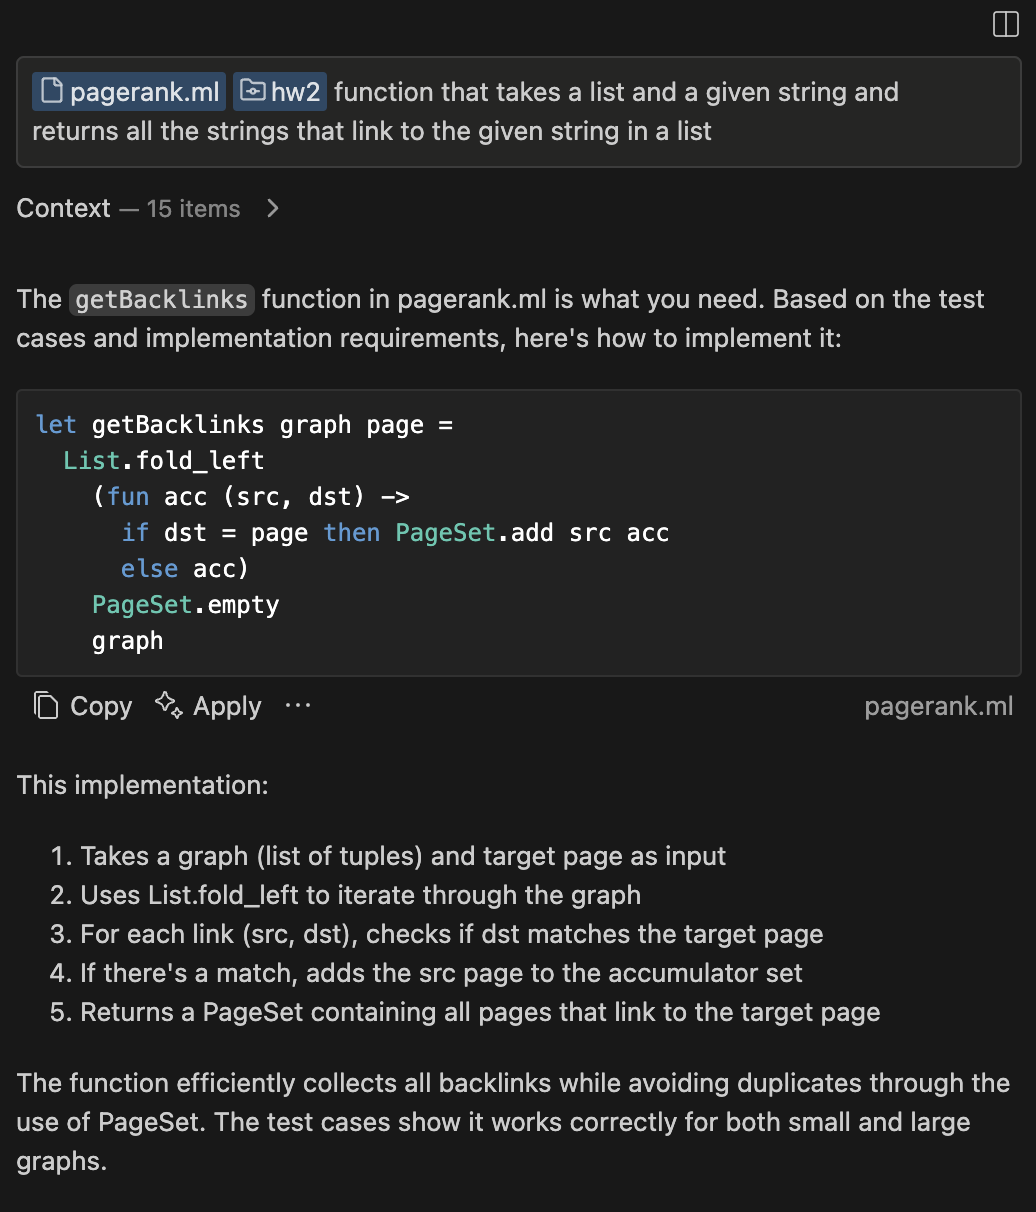 pagerank.ml hw2 function that takes a list and a given string and
returns all the strings that link to the given string in a list
Context — 15 items >
The getBacklinks function in pagerank.ml is what you need. Based on the test
cases and implementation requirements, here's how to implement it:
let getBacklinks graph page =
  List.fold_left
    (fun acc (src, dst) ->
      if dst = page then PageSet.add src acc
      else acc)
    PageSet.empty
    graph
Copy Apply ··· pagerank.ml
This implementation:
1. Takes a graph (list of tuples) and target page as input
2. Uses List.fold_left to iterate through the graph
3. For each link (src, dst), checks if dst matches the target page
4. If there's a match, adds the src page to the accumulator set
5. Returns a PageSet containing all pages that link to the target page
The function efficiently collects all backlinks while avoiding duplicates through the
use of PageSet. The test cases show it works correctly for both small and large
graphs.